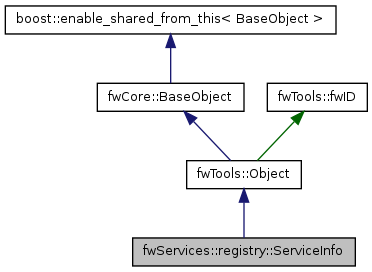 boost::enable_shared_from_this< BaseObject >
fwCore::BaseObject
fwTools::fwID
fwTools::Object
fwServices::registry::ServiceInfo